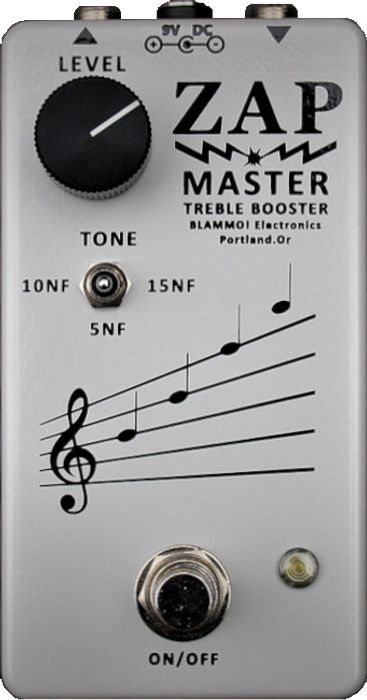 9V DC
LEVEL
ZAP
MASTER
TREBLE BOOSTER
BLAMMO! Electronics
Portland.Or
TONE
10NF 15NF
5NF
ON/OFF